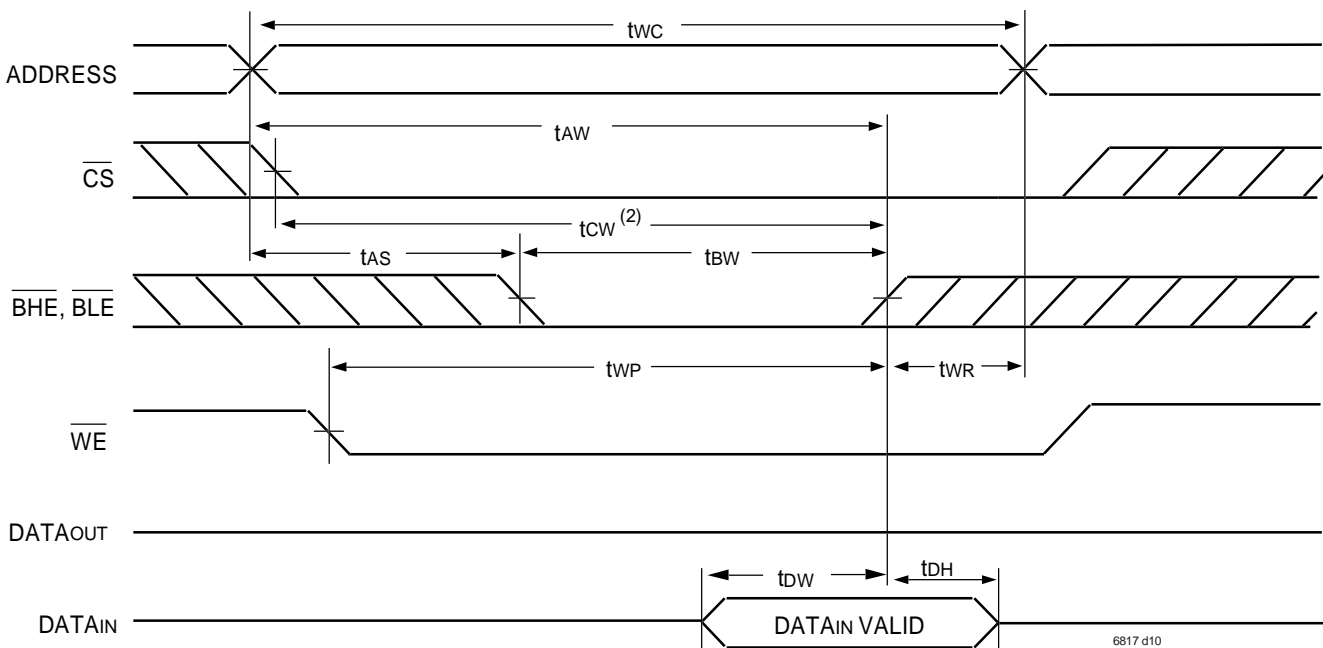 tWC
ADDRESS
tAW
CS
tCW (2)
tAS
tBW
BHE, BLE
tWP
tWR
WE
DATAOUT
tDW
tDH
DATAIN
DATAIN VALID
6817 d10